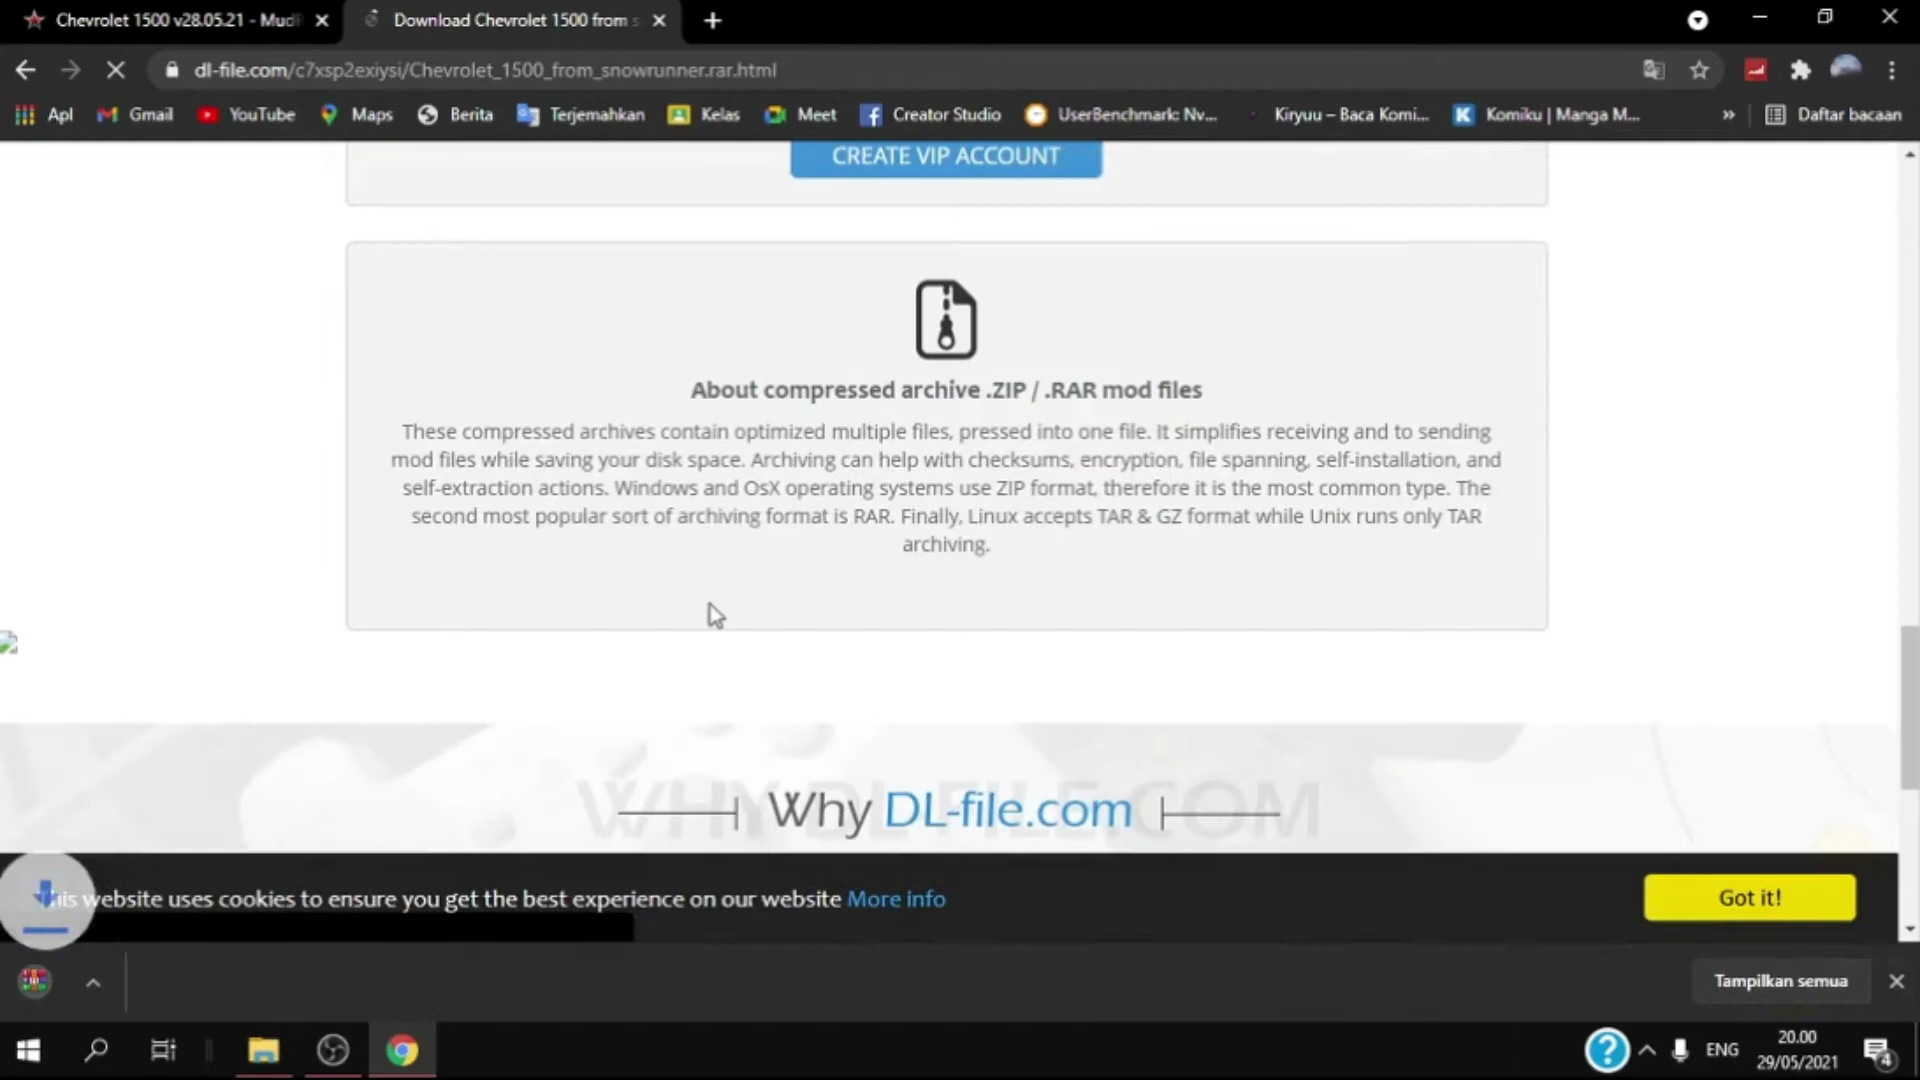 Chevrolet 1500 v28.05.21 - Mud
Download Chevrolet 1500 from s
dl-file.com/c7xsp2exiysi/Chevrolet_1500_from_snowrunner.rar.html
Apl
Gmail
YouTube
Maps
Berita
Terjemahkan
Kelas
Meet
Creator Studio
UserBenchmark: Nv...
Kiryuu – Baca Komi...
Komiku | Manga M...
»
Daftar bacaan
CREATE VIP ACCOUNT
About compressed archive .ZIP / .RAR mod files
These compressed archives contain optimized multiple files, pressed into one file. It simplifies receiving and to sending
mod files while saving your disk space. Archiving can help with checksums, encryption, file spanning, self-installation, and
self-extraction actions. Windows and OsX operating systems use ZIP format, therefore it is the most common type. The
second most popular sort of archiving format is RAR. Finally, Linux accepts TAR & GZ format while Unix runs only TAR
archiving.
WHY DL-FILE.COM
Why DL-file.com
This website uses cookies to ensure you get the best experience on our website More info
Got it!
Tampilkan semua
ENG
20.00
29/05/2021
4